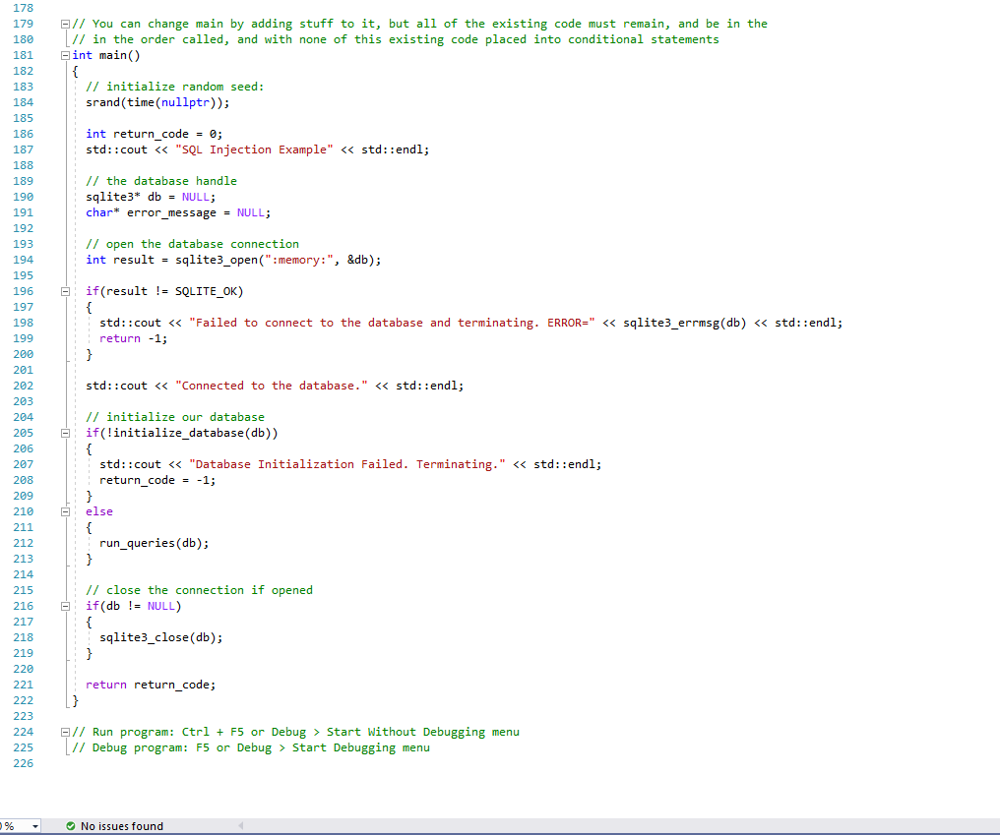 178
179 // You can change main by adding stuff to it, but all of the existing code must remain, and be in the
180 // in the order called, and with none of this existing code placed into conditional statements
181 int main()
182 {
183 // initialize random seed:
184 srand(time(nullptr));
185
186 int return_code = 0;
187 std::cout << "SQL Injection Example" << std::endl;
188
189 // the database handle
190 sqlite3* db = NULL;
191 char* error_message = NULL;
192
193 // open the database connection
194 int result = sqlite3_open(":memory:", &db);
195
196 if(result != SQLITE_OK)
197 {
198 std::cout << "Failed to connect to the database and terminating. ERROR=" << sqlite3_errmsg(db) << std::endl;
199 return -1;
200 }
201
202 std::cout << "Connected to the database." << std::endl;
203
204 // initialize our database
205 if(!initialize_database(db))
206 {
207 std::cout << "Database Initialization Failed. Terminating." << std::endl;
208 return_code = -1;
209 }
210 else
211 {
212 run_queries(db);
213 }
214
215 // close the connection if opened
216 if(db != NULL)
217 {
218 sqlite3_close(db);
219 }
220
221 return return_code;
222 }
223
224 // Run program: Ctrl + F5 or Debug > Start Without Debugging menu
225 // Debug program: F5 or Debug > Start Debugging menu
226
% No issues found